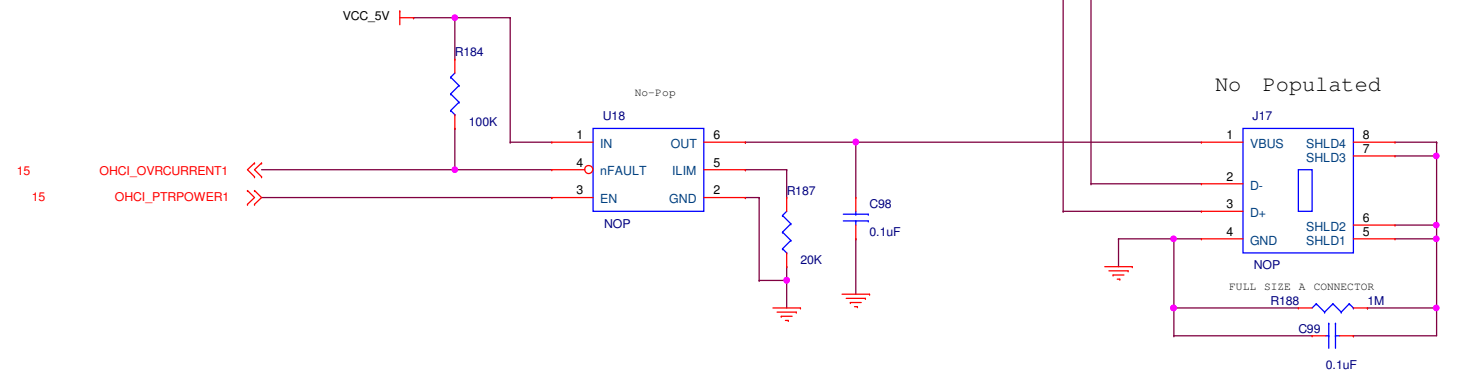 VCC_5V
R184
100K
No-Pop
U18
1 IN OUT 6
4 nFAULT ILIM 5
3 EN GND 2
NOP
15 OHCI_OVRCURRENT1
15 OHCI_PTRPOWER1
R187
20K
C98
0.1uF
No Populated
J17
1 VBUS SHLD4 8
SHLD3 7
2 D-
3 D+
SHLD2 6
4 GND SHLD1 5
NOP
FULL SIZE A CONNECTOR
R188 1M
C99
0.1uF